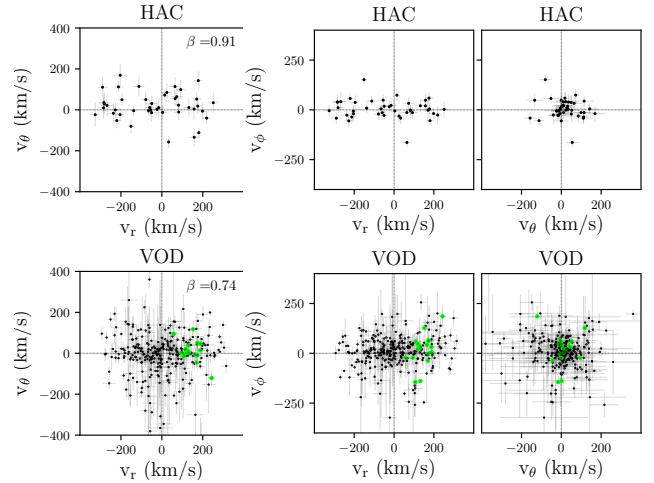 HAC
β =0.91
400
200
0
−200
−400
v_θ (km/s)
−200
0
200
v_r (km/s)
HAC
250
0
−250
v_ϕ (km/s)
−200
0
200
v_r (km/s)
HAC
−200
0
200
v_θ (km/s)
VOD
β =0.74
400
200
0
−200
−400
v_θ (km/s)
−200
0
200
v_r (km/s)
VOD
250
0
−250
v_ϕ (km/s)
−200
0
200
v_r (km/s)
VOD
−200
0
200
v_θ (km/s)